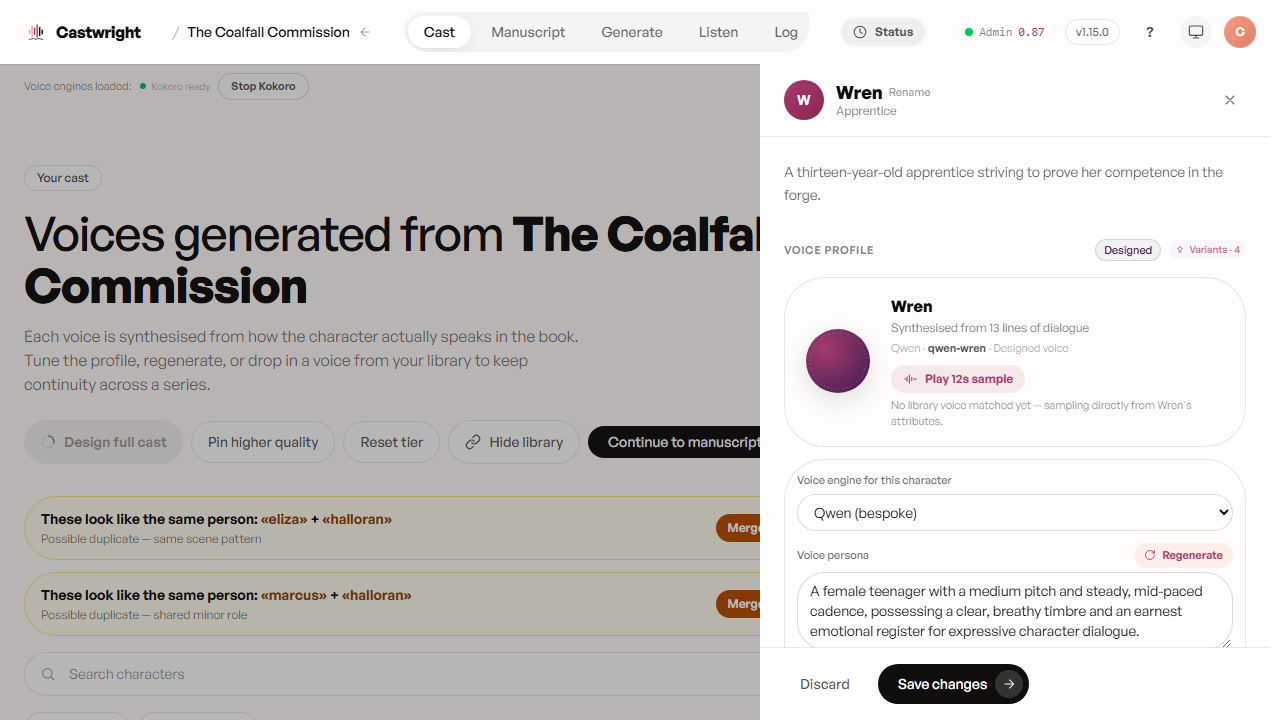 Castwright
/ The Coalfall Commission ←
Cast
Manuscript
Generate
Listen
Log
Status
Admin 0.87
v1.15.0
?
C
Voice engines loaded:
Kokoro ready
Stop Kokoro
Your cast
Voices generated from The Coalfal
Commission
Each voice is synthesised from how the character actually speaks in the book.
Tune the profile, regenerate, or drop in a voice from your library to keep
continuity across a series.
Design full cast
Pin higher quality
Reset tier
Hide library
Continue to manuscript
These look like the same person: «eliza» + «halloran»
Possible duplicate — same scene pattern
Merge
These look like the same person: «marcus» + «halloran»
Possible duplicate — shared minor role
Merge
Search characters
W
Wren Rename
Apprentice
A thirteen-year-old apprentice striving to prove her competence in the
forge.
VOICE PROFILE
Designed
Variants · 4
Wren
Synthesised from 13 lines of dialogue
Qwen · qwen-wren · Designed voice
Play 12s sample
No library voice matched yet — sampling directly from Wren's
attributes.
Voice engine for this character
Qwen (bespoke)
Voice persona
Regenerate
A female teenager with a medium pitch and steady, mid-paced
cadence, possessing a clear, breathy timbre and an earnest
emotional register for expressive character dialogue.
Discard
Save changes →